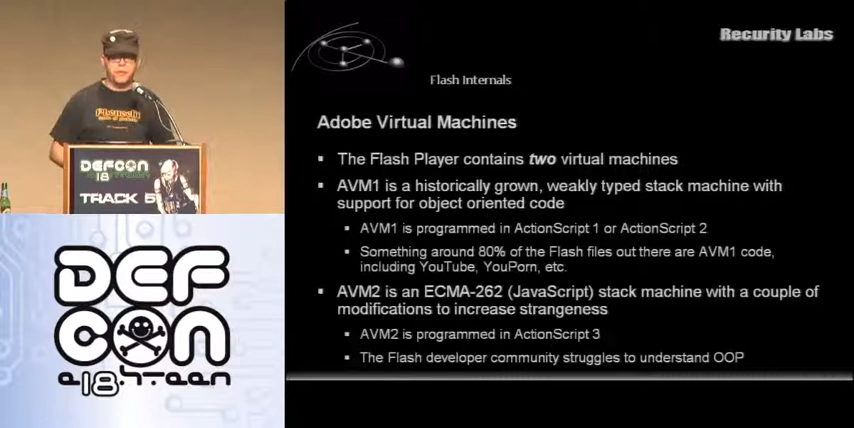 Recurity Labs
Flash Internals
Adobe Virtual Machines
The Flash Player contains two virtual machines
AVM1 is a historically grown, weakly typed stack machine with
support for object oriented code
AVM1 is programmed in ActionScript 1 or ActionScript 2
Something around 80% of the Flash files out there are AVM1 code,
including YouTube, YouPorn, etc.
AVM2 is an ECMA-262 (JavaScript) stack machine with a couple of
modifications to increase strangeness
AVM2 is programmed in ActionScript 3
The Flash developer community struggles to understand OOP
DEFCON
18
TRACK 5
DEF
CON
e18hteen